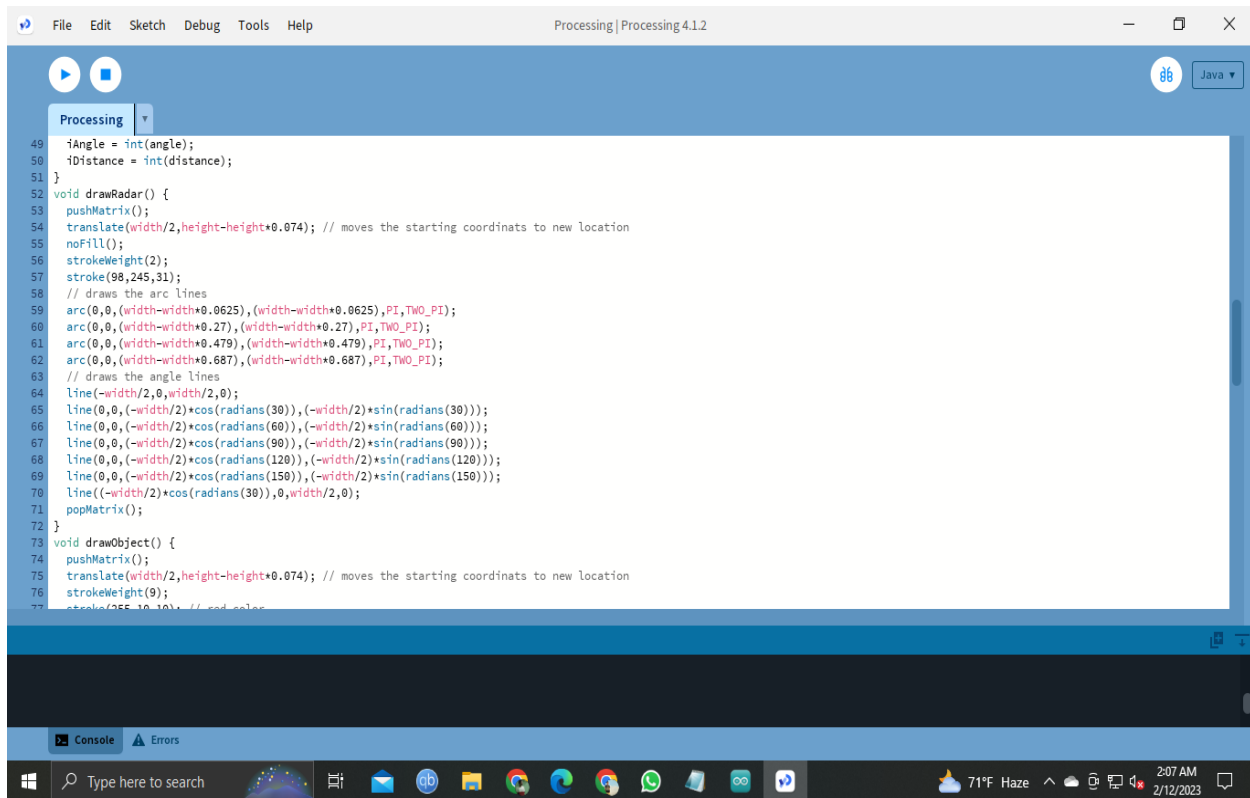 File Edit Sketch Debug Tools Help
Processing | Processing 4.1.2
Java
Processing
49 iAngle = int(angle);
50 iDistance = int(distance);
51 }
52 void drawRadar() {
53 pushMatrix();
54 translate(width/2,height-height*0.074); // moves the starting coordinats to new location
55 noFill();
56 strokeWeight(2);
57 stroke(98,245,31);
58 // draws the arc lines
59 arc(0,0,(width-width*0.0625),(width-width*0.0625),PI,TWO_PI);
60 arc(0,0,(width-width*0.27),(width-width*0.27),PI,TWO_PI);
61 arc(0,0,(width-width*0.479),(width-width*0.479),PI,TWO_PI);
62 arc(0,0,(width-width*0.687),(width-width*0.687),PI,TWO_PI);
63 // draws the angle lines
64 line(-width/2,0,width/2,0);
65 line(0,0,(-width/2)*cos(radians(30)),(-width/2)*sin(radians(30)));
66 line(0,0,(-width/2)*cos(radians(60)),(-width/2)*sin(radians(60)));
67 line(0,0,(-width/2)*cos(radians(90)),(-width/2)*sin(radians(90)));
68 line(0,0,(-width/2)*cos(radians(120)),(-width/2)*sin(radians(120)));
69 line(0,0,(-width/2)*cos(radians(150)),(-width/2)*sin(radians(150)));
70 line((-width/2)*cos(radians(30)),0,width/2,0);
71 popMatrix();
72 }
73 void drawObject() {
74 pushMatrix();
75 translate(width/2,height-height*0.074); // moves the starting coordinats to new location
76 strokeWeight(9);
77 stroke(255,10,10); // red color
Console Errors
Type here to search
qb
71°F Haze
2:07 AM
2/12/2023